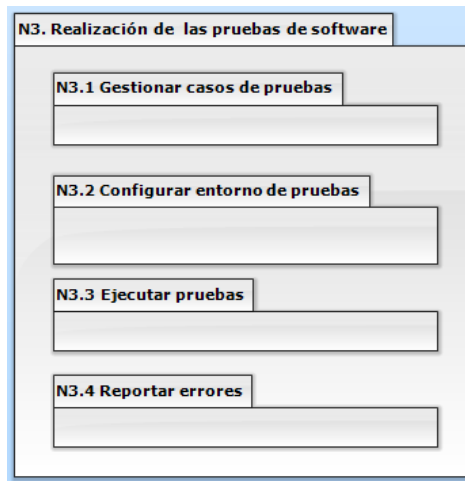 N3. Realización de las pruebas de software
N3.1 Gestionar casos de pruebas
N3.2 Configurar entorno de pruebas
N3.3 Ejecutar pruebas
N3.4 Reportar errores